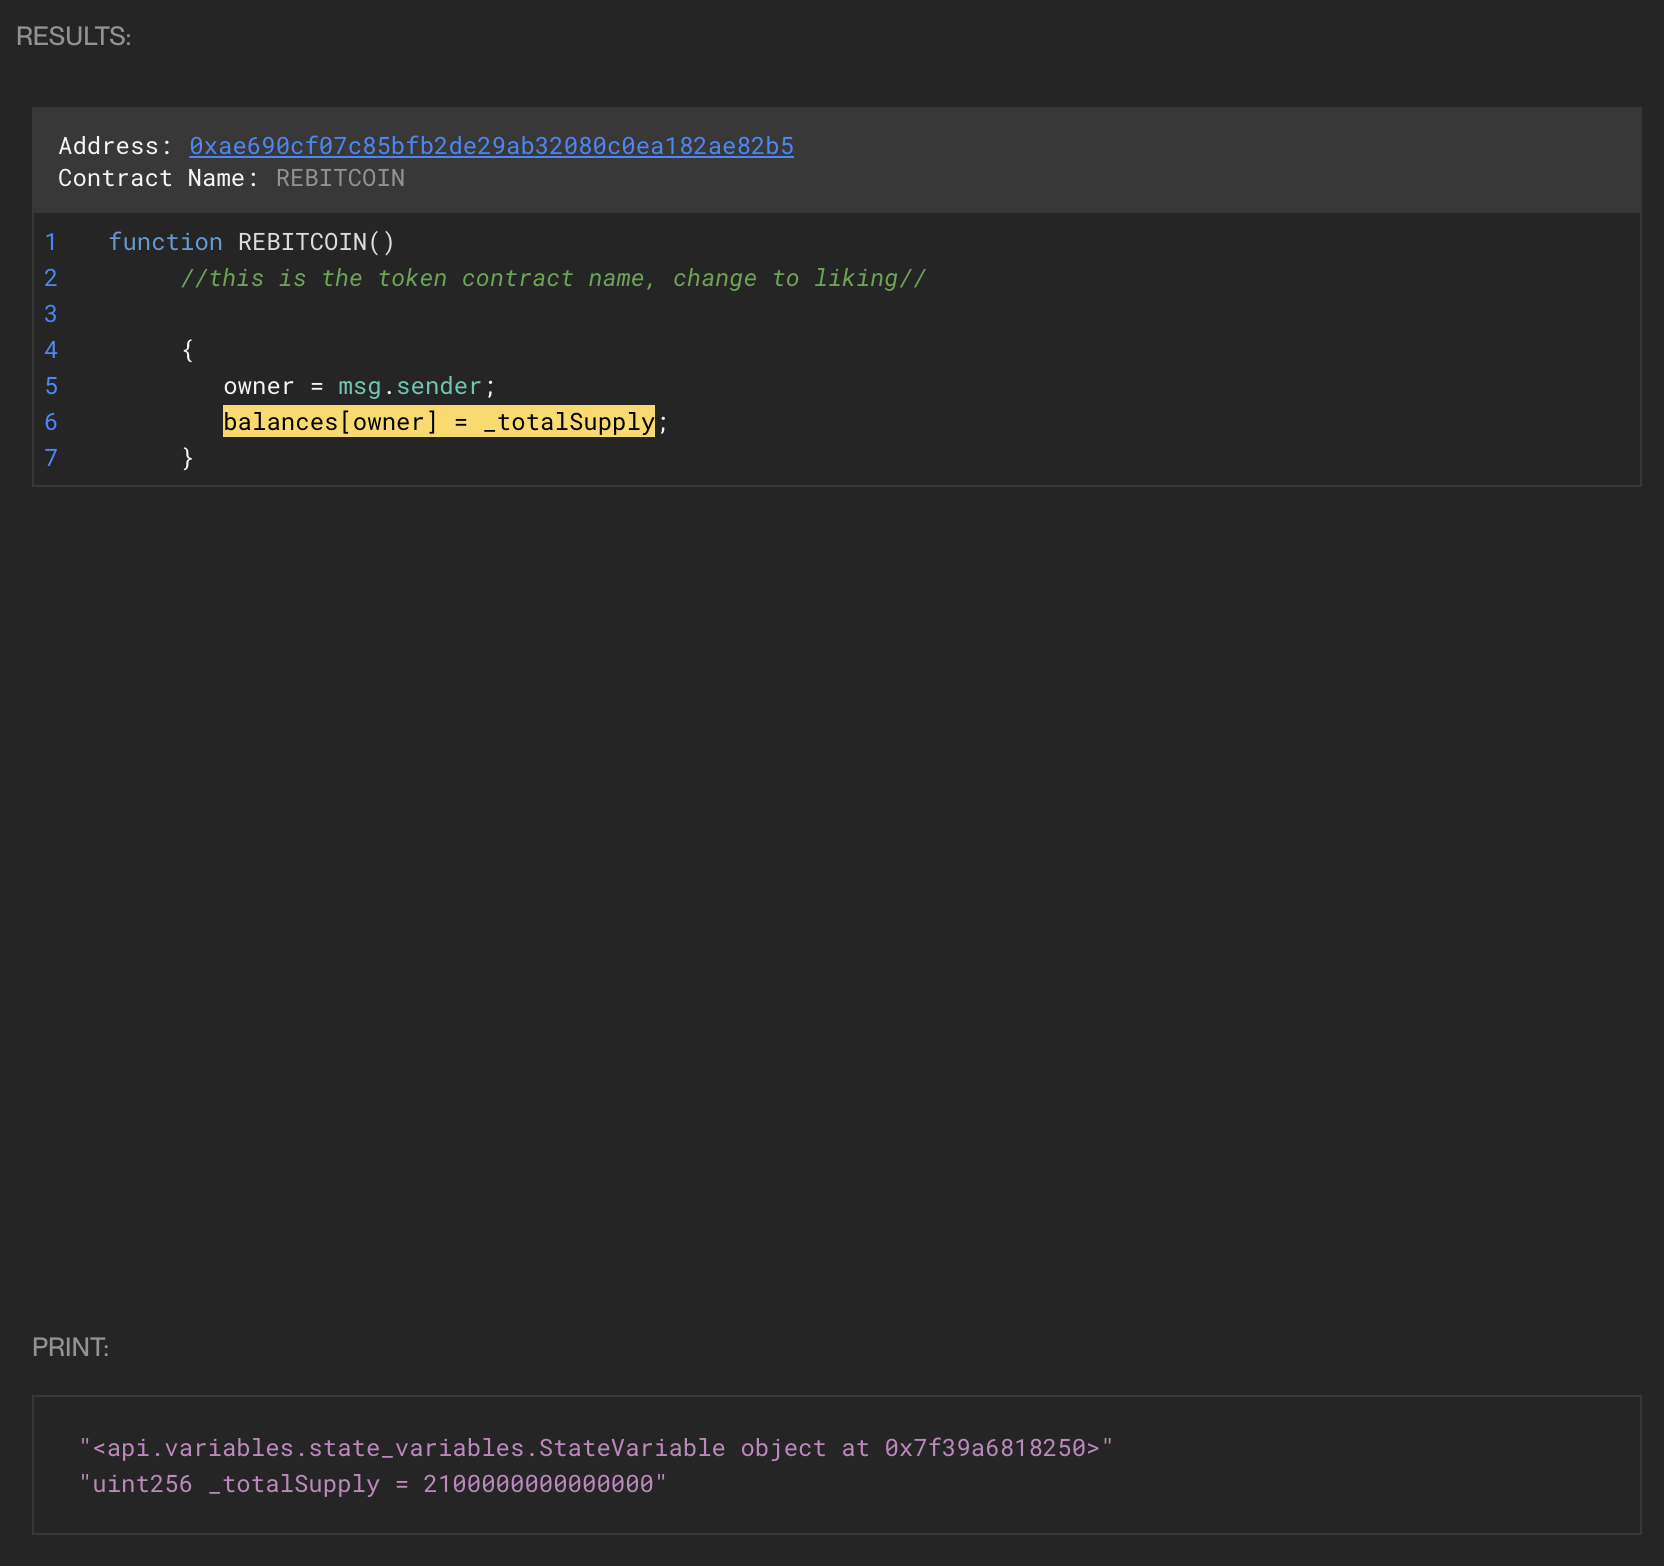 RESULTS:
Address: 0xae690cf07c85bfb2de29ab32080c0ea182ae82b5
Contract Name: REBITCOIN
1 function REBITCOIN()
2 //this is the token contract name, change to liking//
3
4 {
5 owner = msg.sender;
6 balances[owner] = _totalSupply;
7 }
PRINT:
"<api.variables.state_variables.StateVariable object at 0x7f39a6818250>"
"uint256 _totalSupply = 2100000000000000"